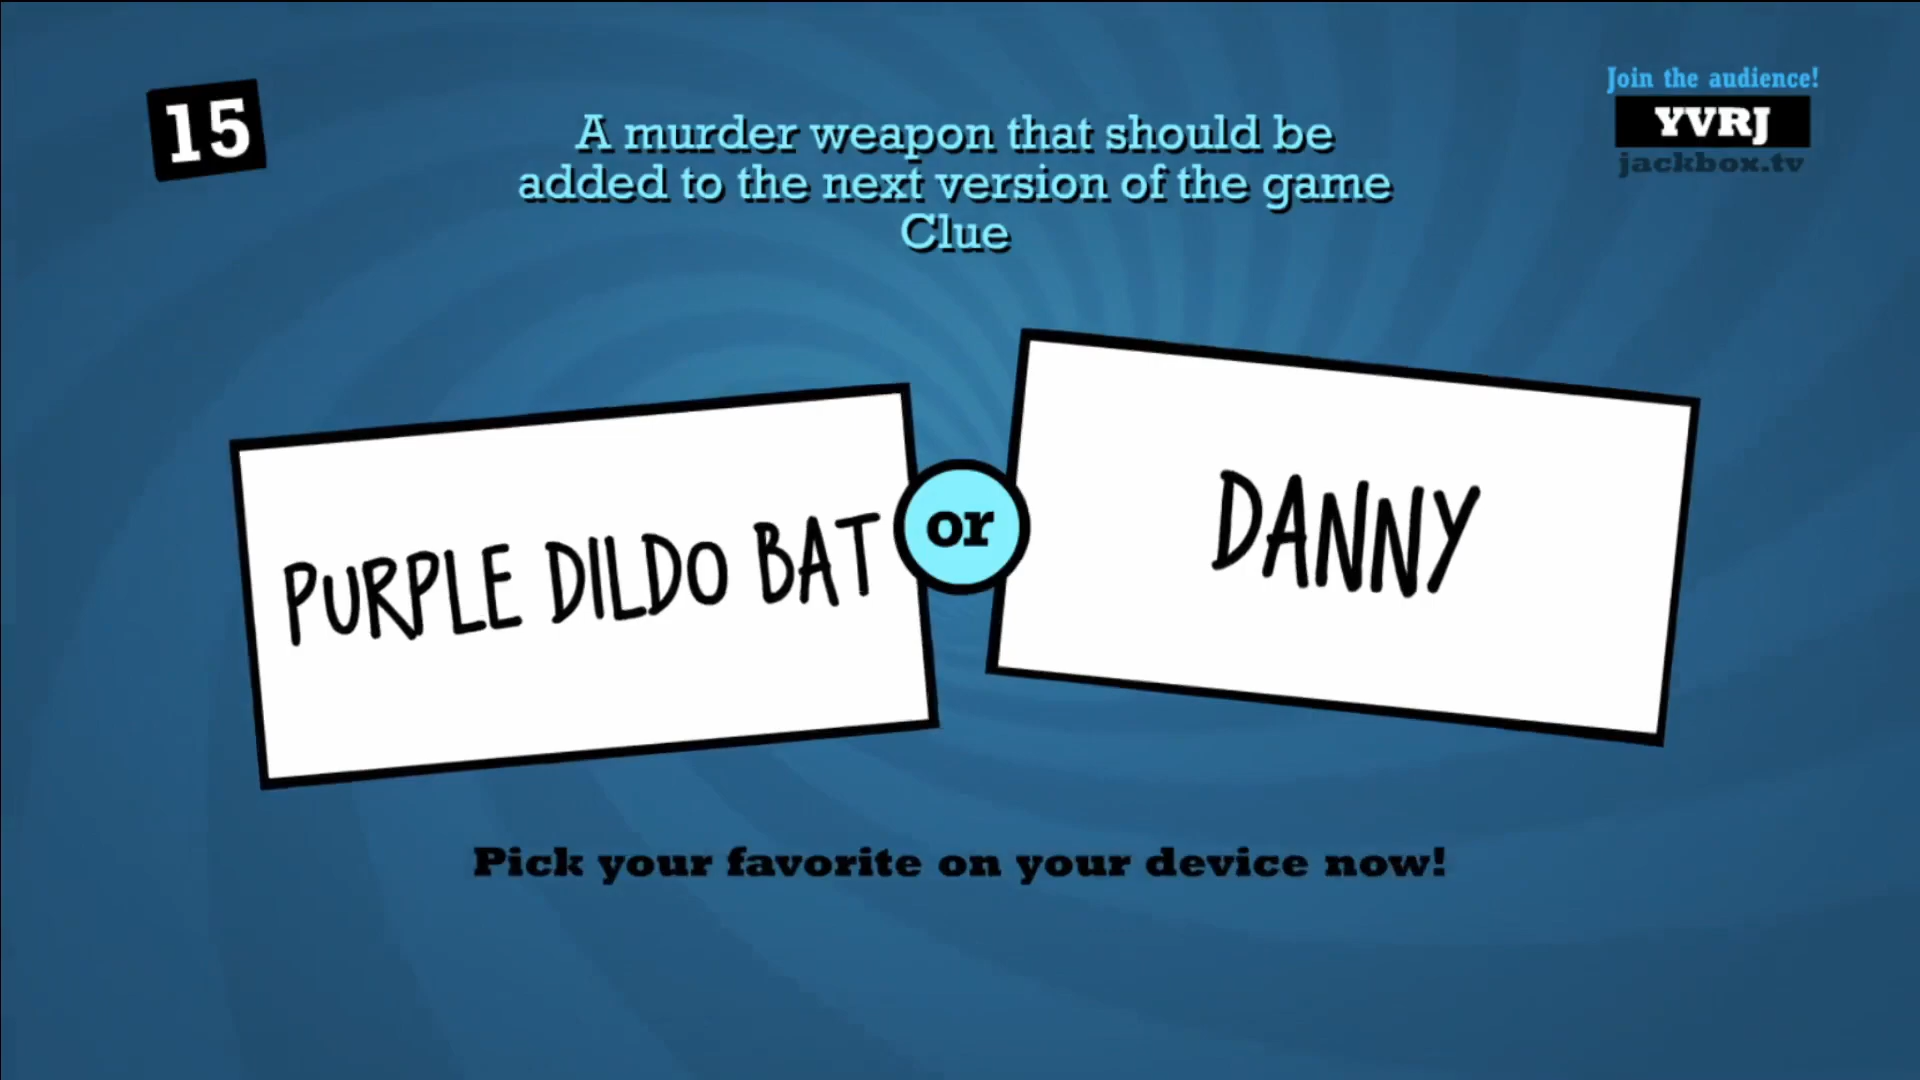 15
Join the audience!
YVRJ
jackbox.tv
A murder weapon that should be
added to the next version of the game
Clue
PURPLE DILDO BAT
or
DANNY
Pick your favorite on your device now!